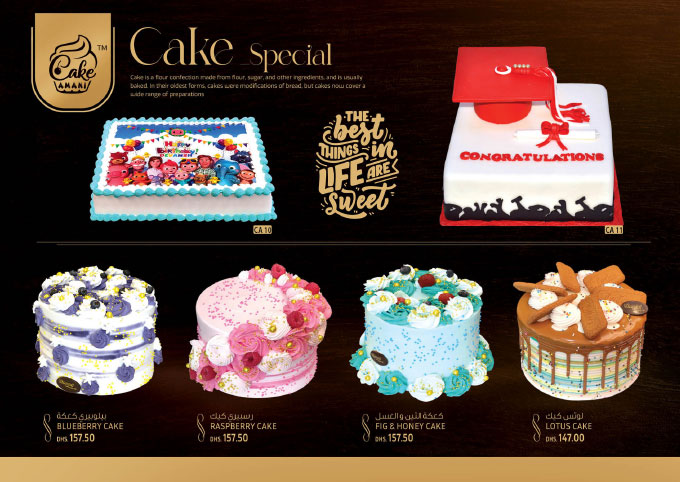 Cake
AMANI
TM
Cake Special
Cake is a flour confection made from flour, sugar, and other ingredients, and is usually
baked. In their oldest forms, cakes were modifications of bread, but cakes now cover a
wide range of preparations
Happy
Birthday!
CA 10
THE
best
THINGS in
LIFE ARE
Sweet
CONGRATULATIONS
CA 11
بيلوبيري كعكة
BLUEBERRY CAKE
DHS. 157.50
رسبيري كيك
RASPBERRY CAKE
DHS. 157.50
كعكة التين و العسل
FIG & HONEY CAKE
DHS. 157.50
لوتس كيك
LOTUS CAKE
DHS. 147.00